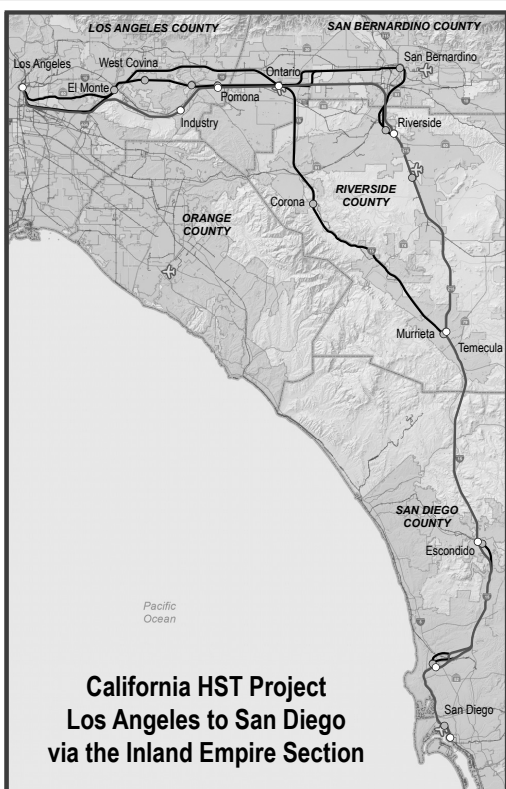 LOS ANGELES COUNTY
SAN BERNARDINO COUNTY
Los Angeles
West Covina
El Monte
Ontario
San Bernardino
Pomona
Industry
Riverside
RIVERSIDE
COUNTY
Corona
ORANGE
COUNTY
Murrieta
Temecula
SAN DIEGO
COUNTY
Escondido
Pacific
Ocean
San Diego
California HST Project
Los Angeles to San Diego
via the Inland Empire Section